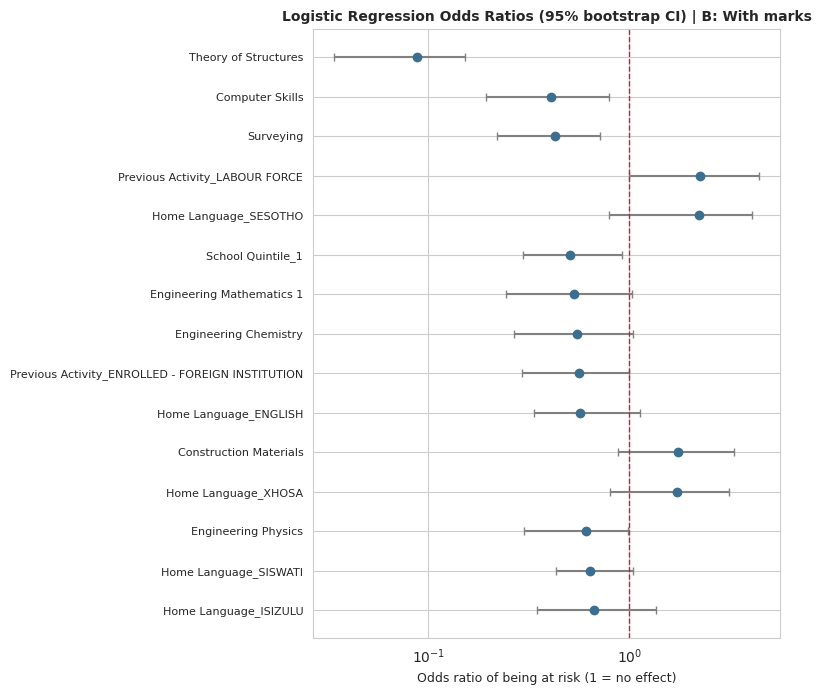 Logistic Regression Odds Ratios (95% bootstrap CI) | B: With marks
Theory of Structures
Computer Skills
Surveying
Previous Activity_LABOUR FORCE
Home Language_SESOTHO
School Quintile_1
Engineering Mathematics 1
Engineering Chemistry
Previous Activity_ENROLLED - FOREIGN INSTITUTION
Home Language_ENGLISH
Construction Materials
Home Language_XHOSA
Engineering Physics
Home Language_SISWATI
Home Language_ISIZULU
10⁻¹ 10⁰
Odds ratio of being at risk (1 = no effect)